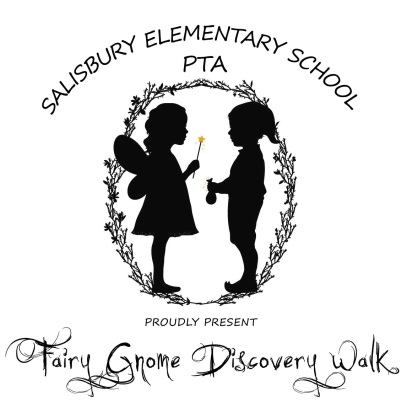 SALISBURY ELEMENTARY SCHOOL
PTA
PROUDLY PRESENT
Fairy Gnome Discovery Walk